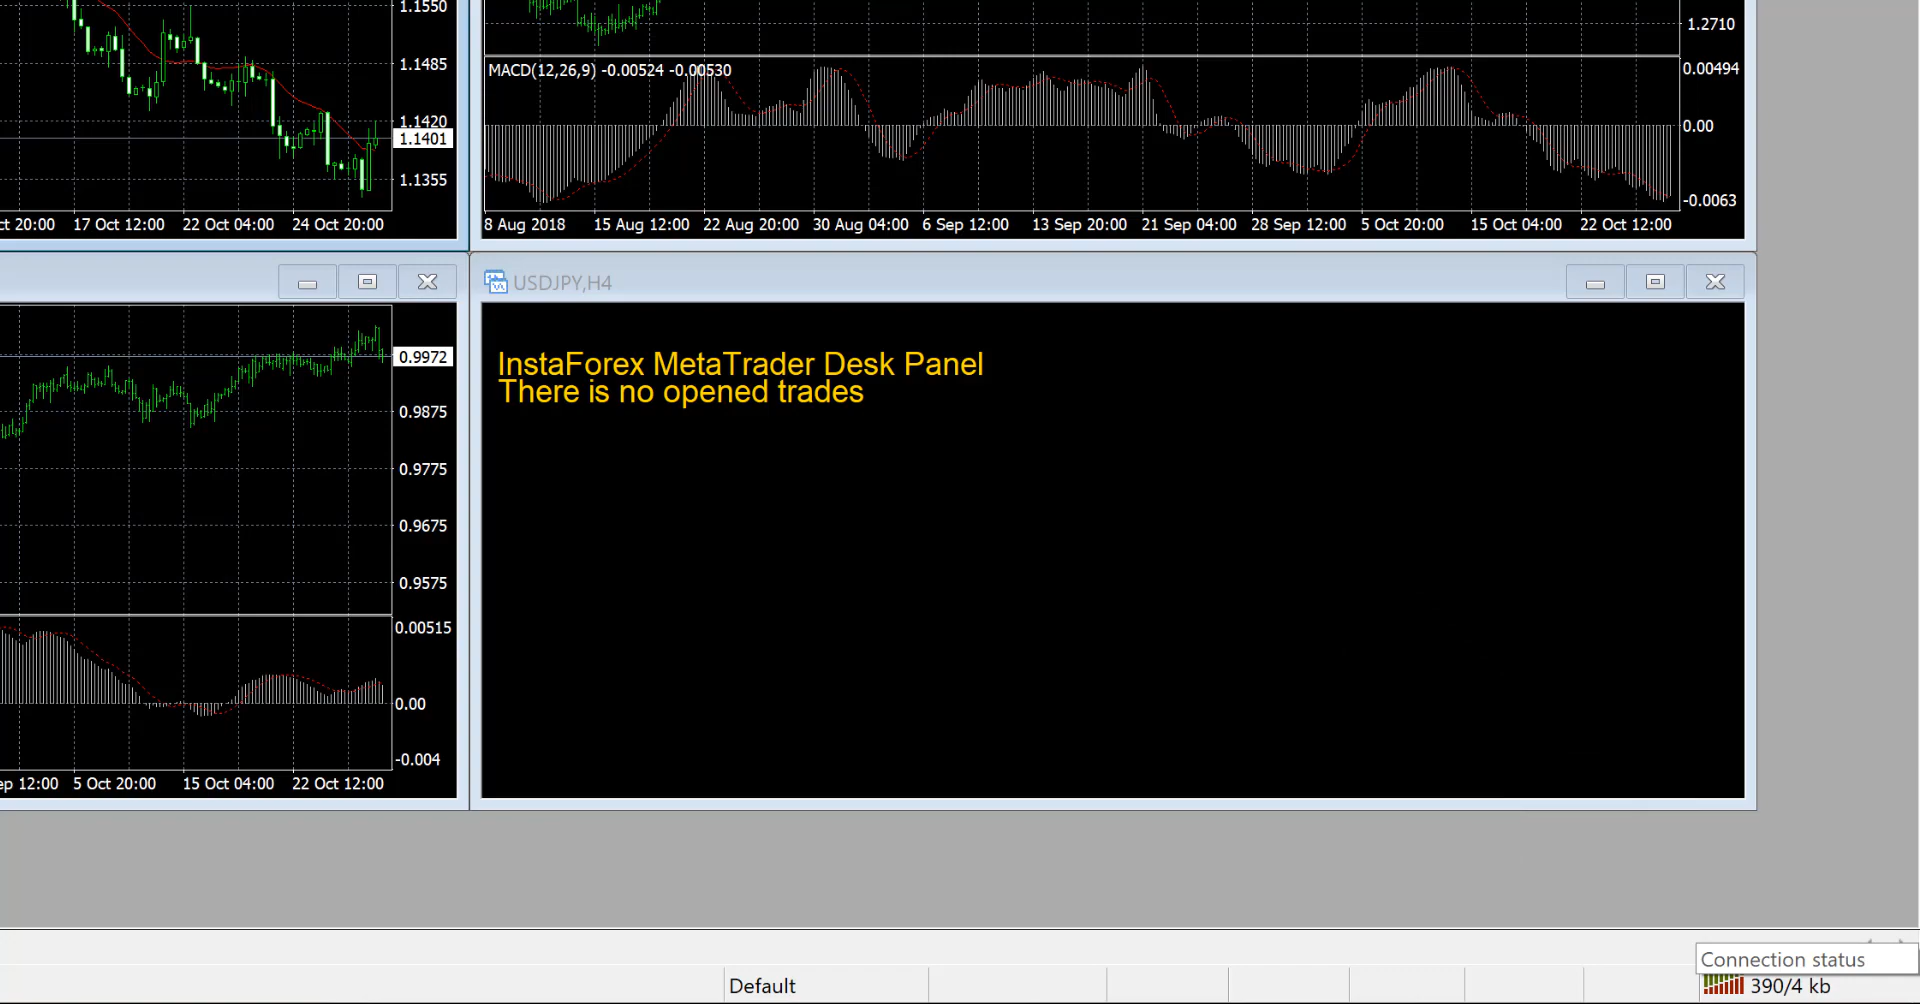 1.1550
1.1485
1.1420
1.1401
1.1355
ct 20:00 17 Oct 12:00 22 Oct 04:00 24 Oct 20:00
1.2710
MACD(12,26,9) -0.00524 -0.00530
0.00494
0.00
-0.0063
8 Aug 2018 15 Aug 12:00 22 Aug 20:00 30 Aug 04:00 6 Sep 12:00 13 Sep 20:00 21 Sep 04:00 28 Sep 12:00 5 Oct 20:00 15 Oct 04:00 22 Oct 12:00
0.9972
0.9875
0.9775
0.9675
0.9575
0.00515
0.00
-0.004
ep 12:00 5 Oct 20:00 15 Oct 04:00 22 Oct 12:00
USDJPY,H4
InstaForex MetaTrader Desk Panel
There is no opened trades
Connection status
Default
390/4 kb